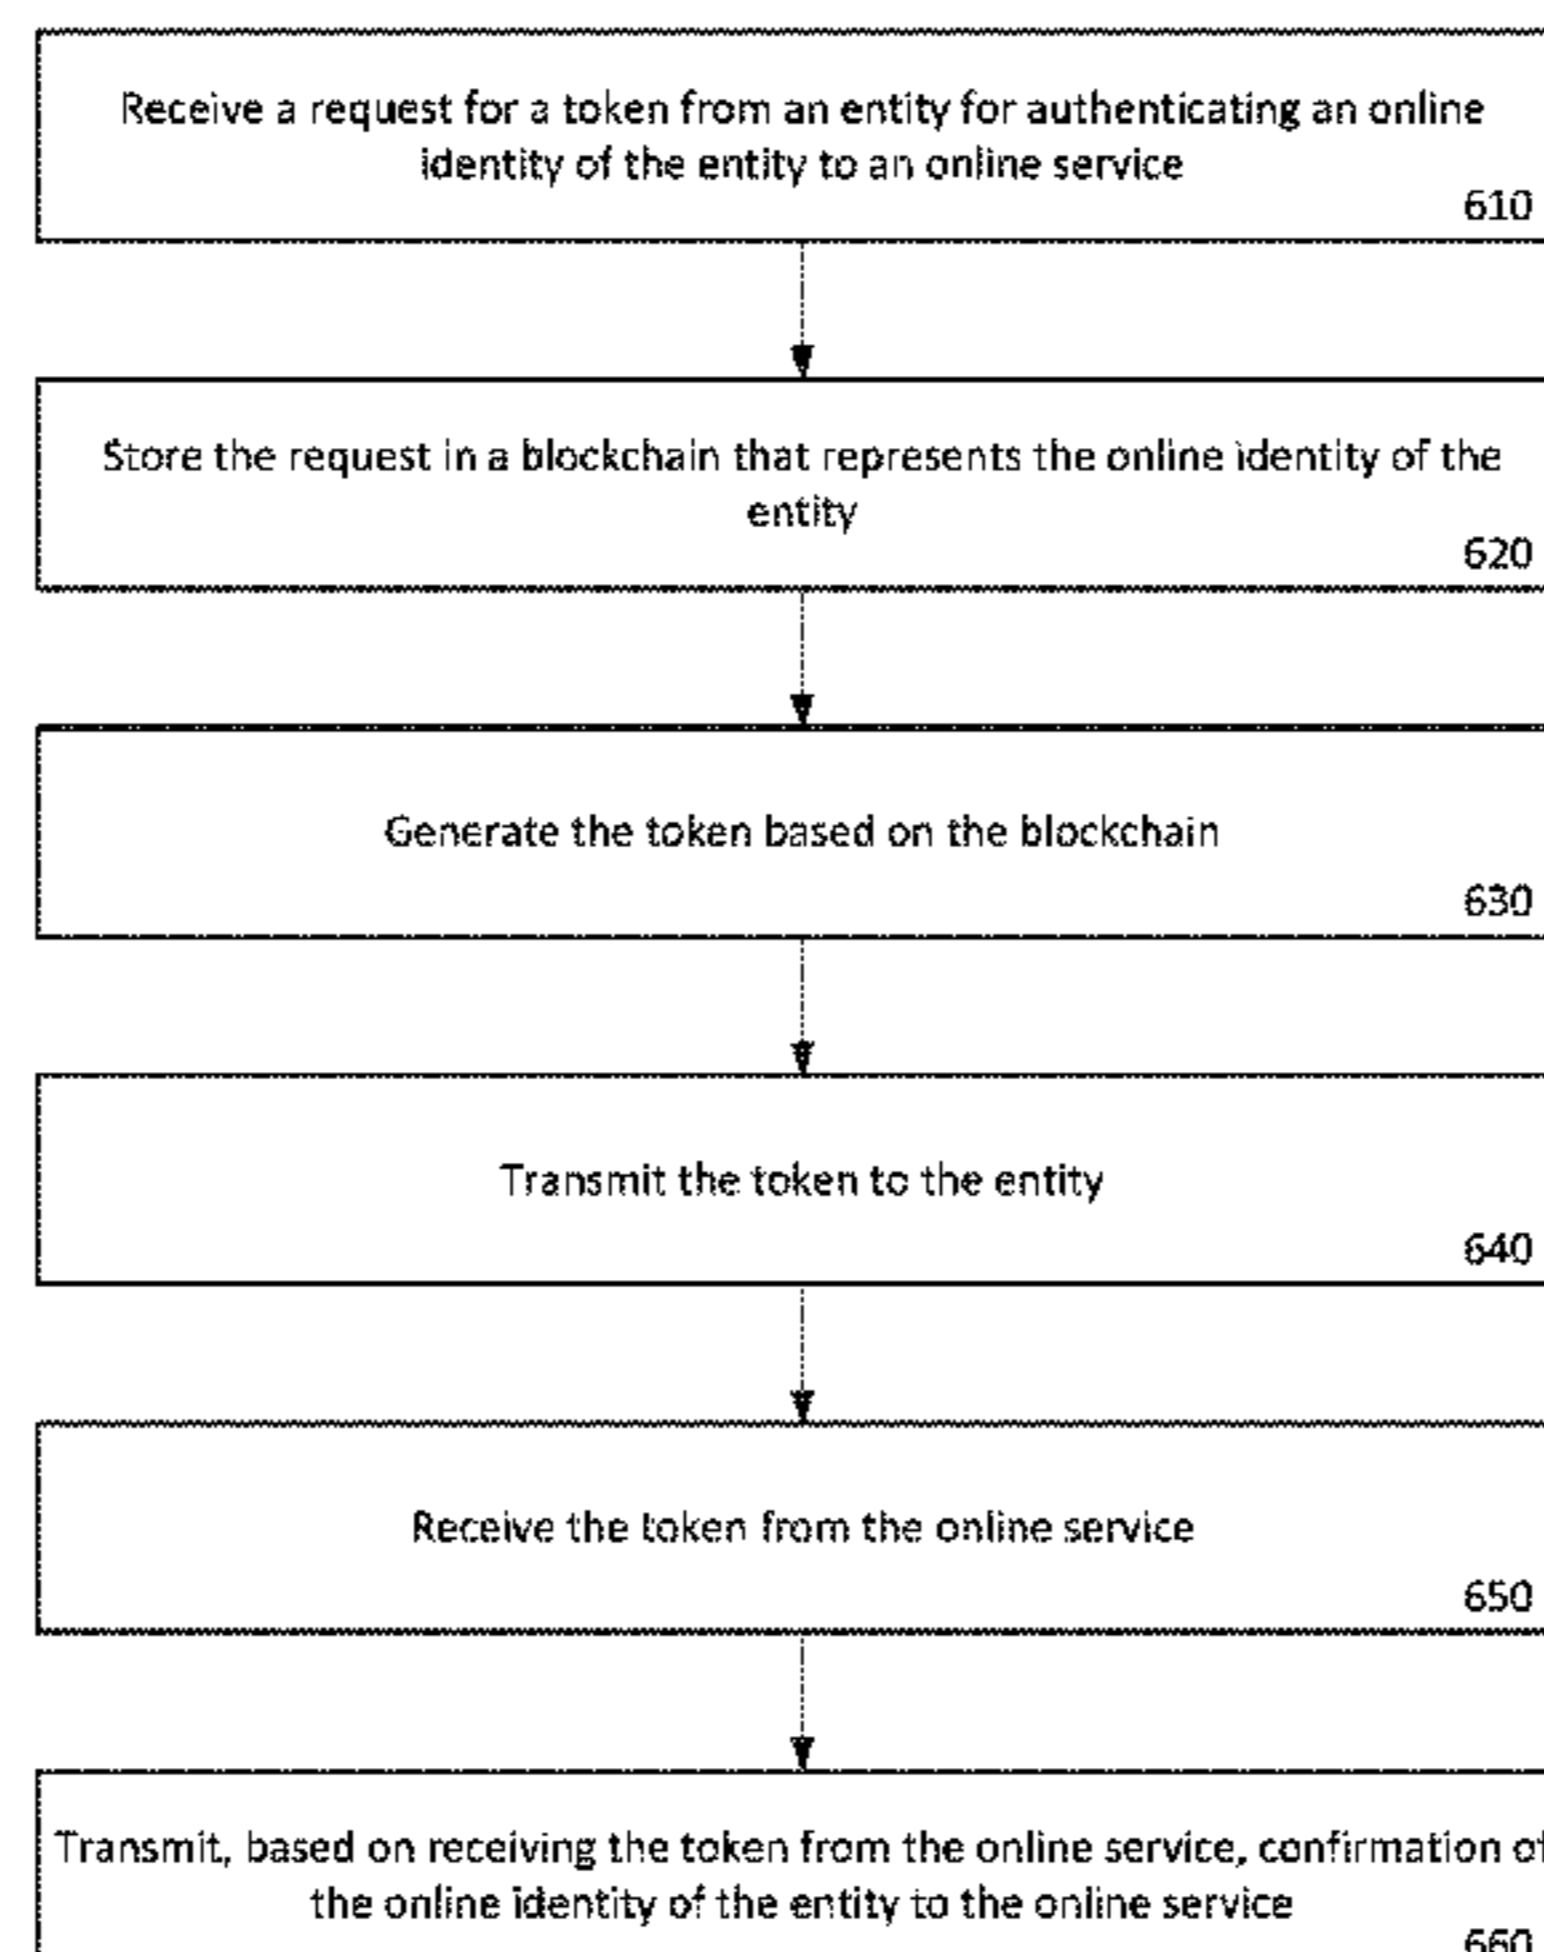 Receive a request for a token from an entity for authenticating an online
identity of the entity to an online service
610
Store the request in a blockchain that represents the online identity of the
entity
620
Generate the token based on the blockchain
630
Transmit the token to the entity
640
Receive the token from the online service
650
Transmit, based on receiving the token from the online service, confirmation of
the online identity of the entity to the online service
660